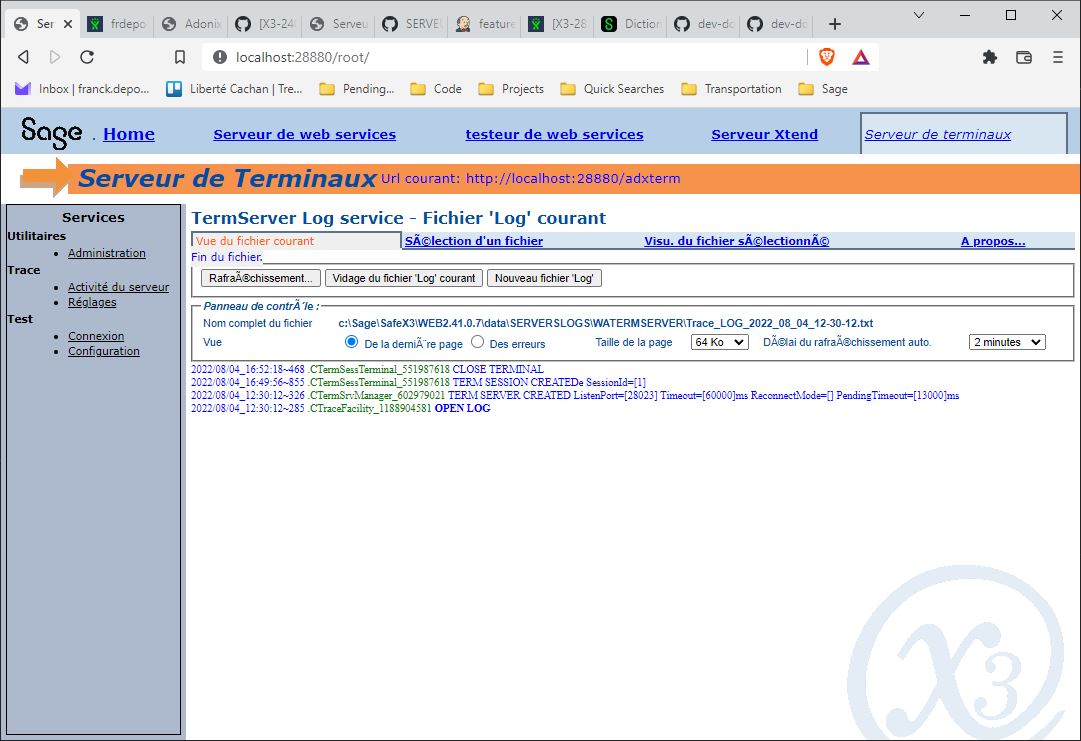 Ser
frdepo
Adonix
[X3-240
Serveu
SERVEU
feature
[X3-28
Diction
dev-do
dev-do
localhost:28880/root/
Inbox | franck.depo... Liberté Cachan | Tre... Pending... Code Projects Quick Searches Transportation Sage
Sage . Home Serveur de web services testeur de web services Serveur Xtend Serveur de terminaux
Serveur de Terminaux Url courant: http://localhost:28880/adxterm
Services
Utilitaires
Administration
Trace
Activité du serveur
Réglages
Test
Connexion
Configuration
TermServer Log service - Fichier 'Log' courant
Vue du fichier courant SÃ©lection d'un fichier Visu. du fichier sÃ©lectionnÃ© A propos...
Fin du fichier.
RafraÃ®chissement... Vidage du fichier 'Log' courant Nouveau fichier 'Log'
Panneau de contrÃ´le :
Nom complet du fichier c:\Sage\SafeX3\WEB2.41.0.7\data\SERVERSLOGS\WATERMSERVER\Trace_LOG_2022_08_04_12-30-12.txt
Vue De la derniÃ¨re page Des erreurs Taille de la page 64 Ko DÃ©lai du rafraÃ®chissement auto. 2 minutes
2022/08/04_16:52:18~468 .CTermSessTerminal_551987618 CLOSE TERMINAL
2022/08/04_16:49:56~855 .CTermSessTerminal_551987618 TERM SESSION CREATEDe SessionId=[1]
2022/08/04_12:30:12~326 .CTermSrvManager_602979021 TERM SERVER CREATED ListenPort=[28023] Timeout=[60000]ms ReconnectMode=[] PendingTimeout=[13000]ms
2022/08/04_12:30:12~285 .CTraceFacility_1188904581 OPEN LOG
X3